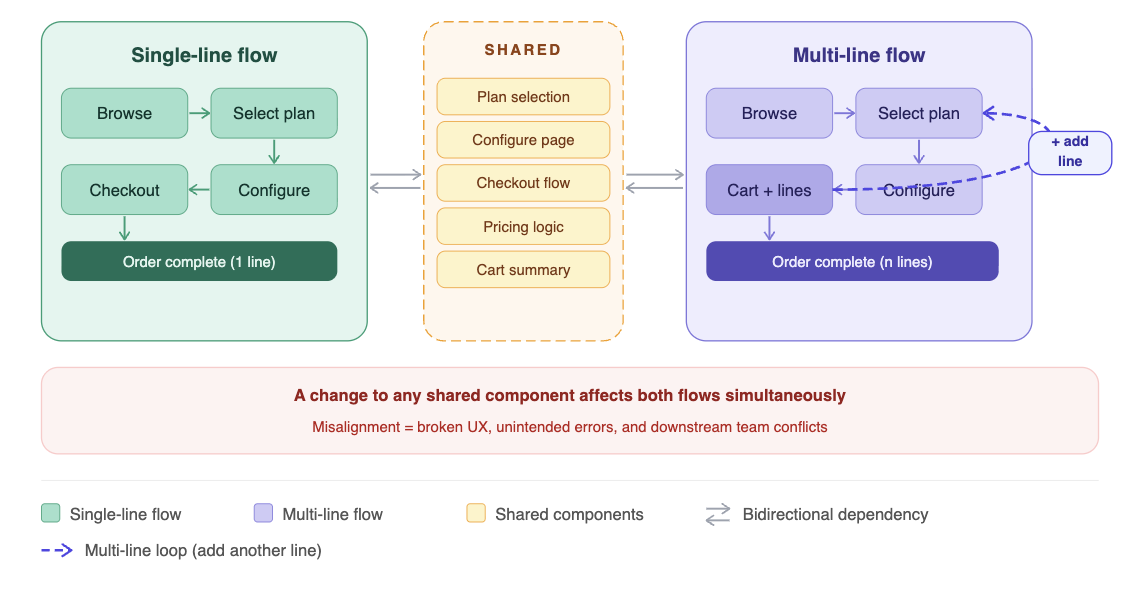 Single-line flow
Browse
Select plan
Checkout
Configure
Order complete (1 line)
SHARED
Plan selection
Configure page
Checkout flow
Pricing logic
Cart summary
Multi-line flow
Browse
Select plan
+ add
line
Cart + lines
Configure
Order complete (n lines)
A change to any shared component affects both flows simultaneously
Misalignment = broken UX, unintended errors, and downstream team conflicts
Single-line flow
Multi-line flow
Shared components
Bidirectional dependency
Multi-line loop (add another line)